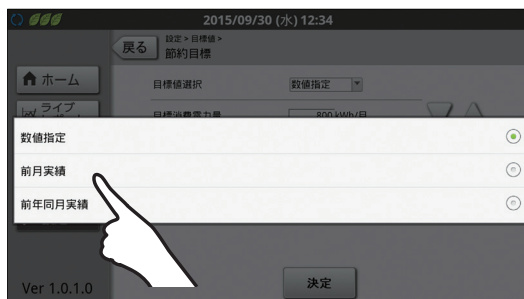 2015/09/30 (水) 12:34
戻る
設定 > 目標値 >
節約目標
ホーム
目標値選択
数値指定
ライブ
目標消費電力量
800 kWh/月
数値指定
前月実績
前年同月実績
Ver 1.0.1.0
決定